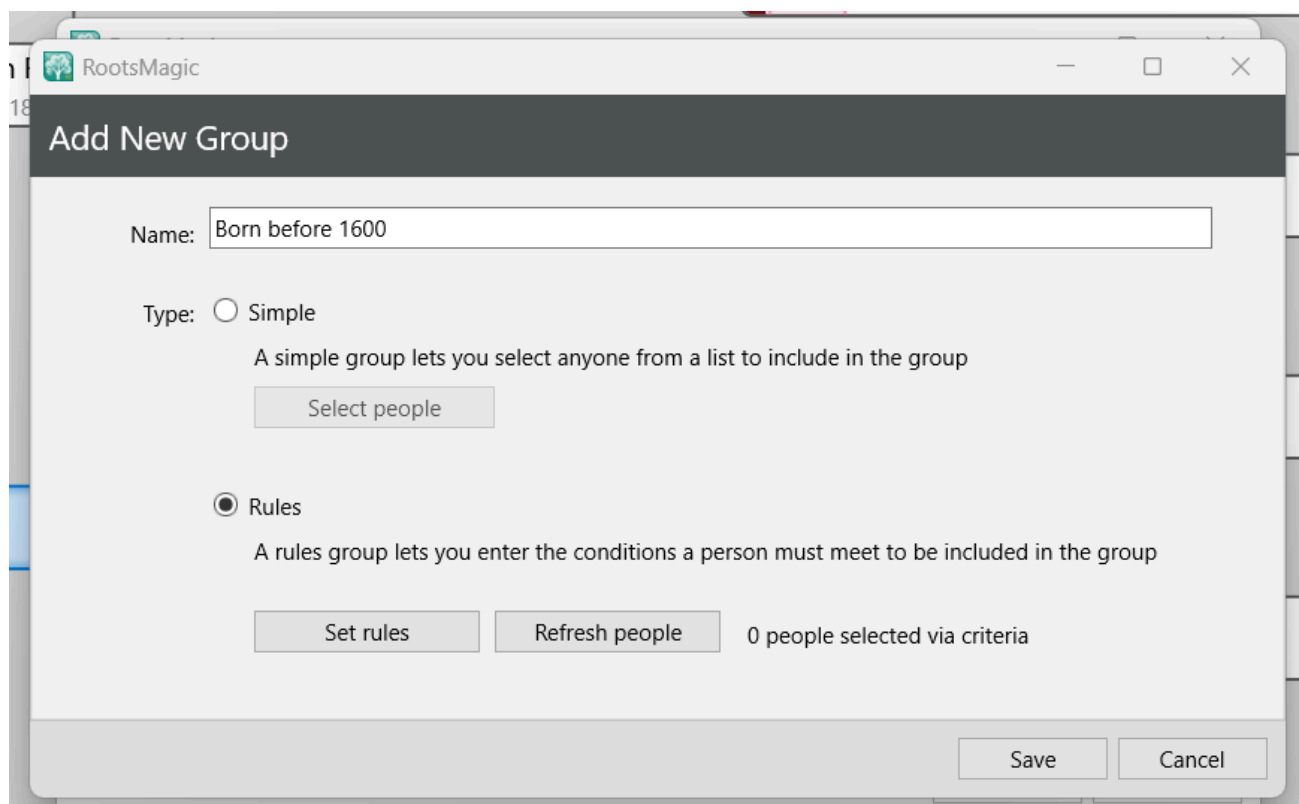 RootsMagic
18
Add New Group
Name: Born before 1600
Type: Simple
A simple group lets you select anyone from a list to include in the group
Select people
Rules
A rules group lets you enter the conditions a person must meet to be included in the group
Set rules Refresh people 0 people selected via criteria
Save Cancel